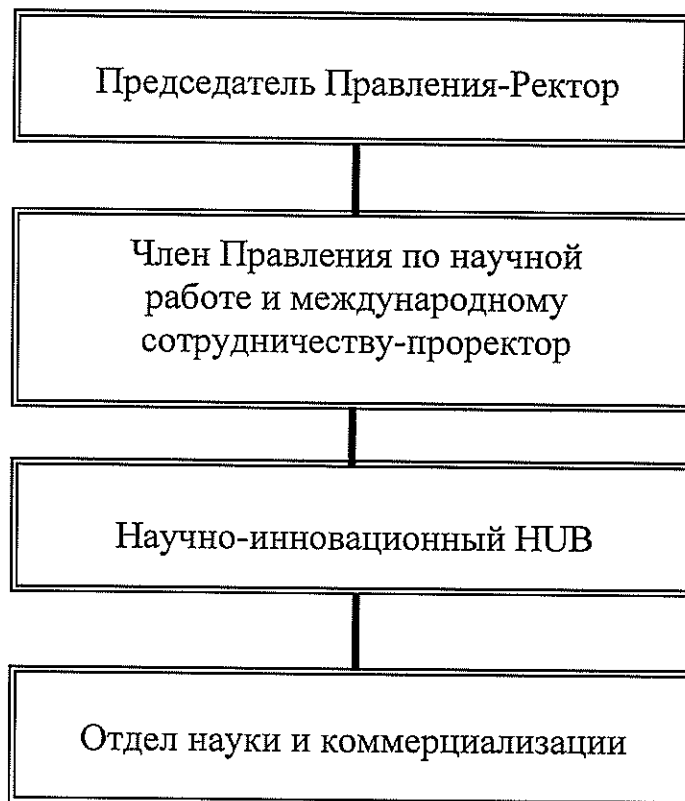 Председатель Правления-Ректор
Член Правления по научной
работе и международному
сотрудничеству-проректор
Научно-инновационный HUB
Отдел науки и коммерциализации